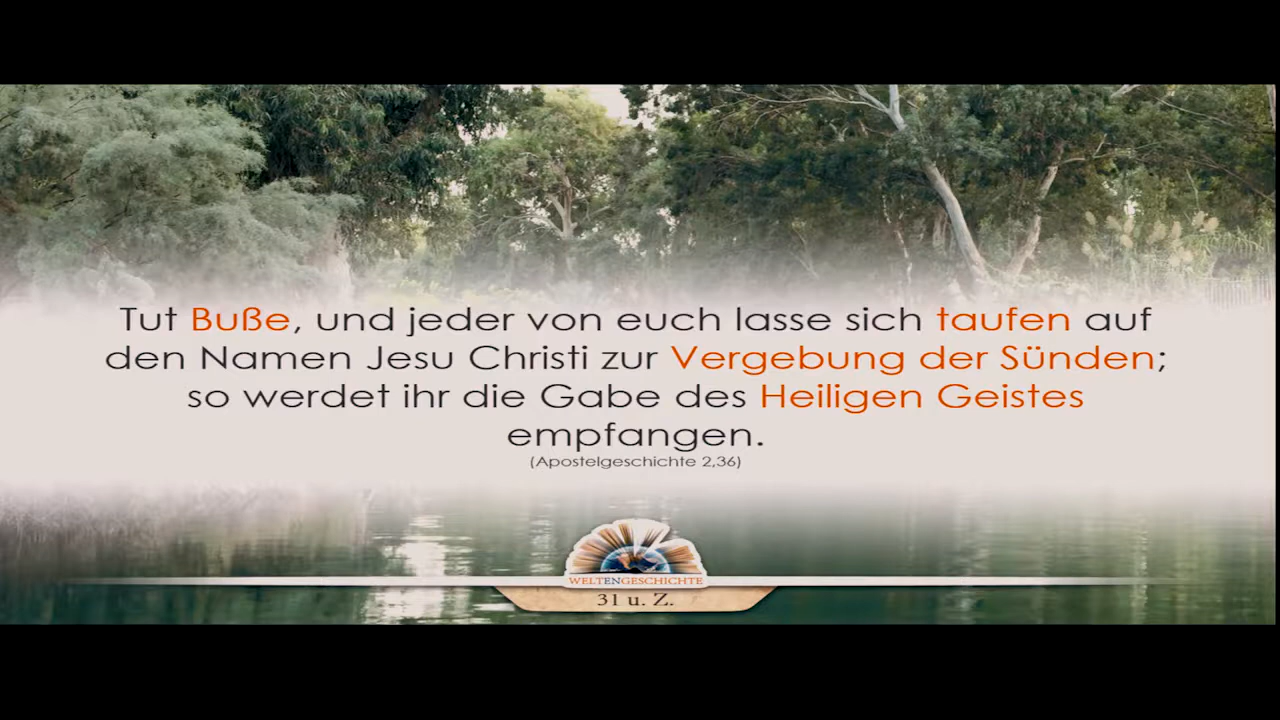 Tut Buße, und jeder von euch lasse sich taufen auf
den Namen Jesu Christi zur Vergebung der Sünden;
so werdet ihr die Gabe des Heiligen Geistes
empfangen.
(Apostelgeschichte 2,36)
WELTENGESCHICHTE
31 u. Z.